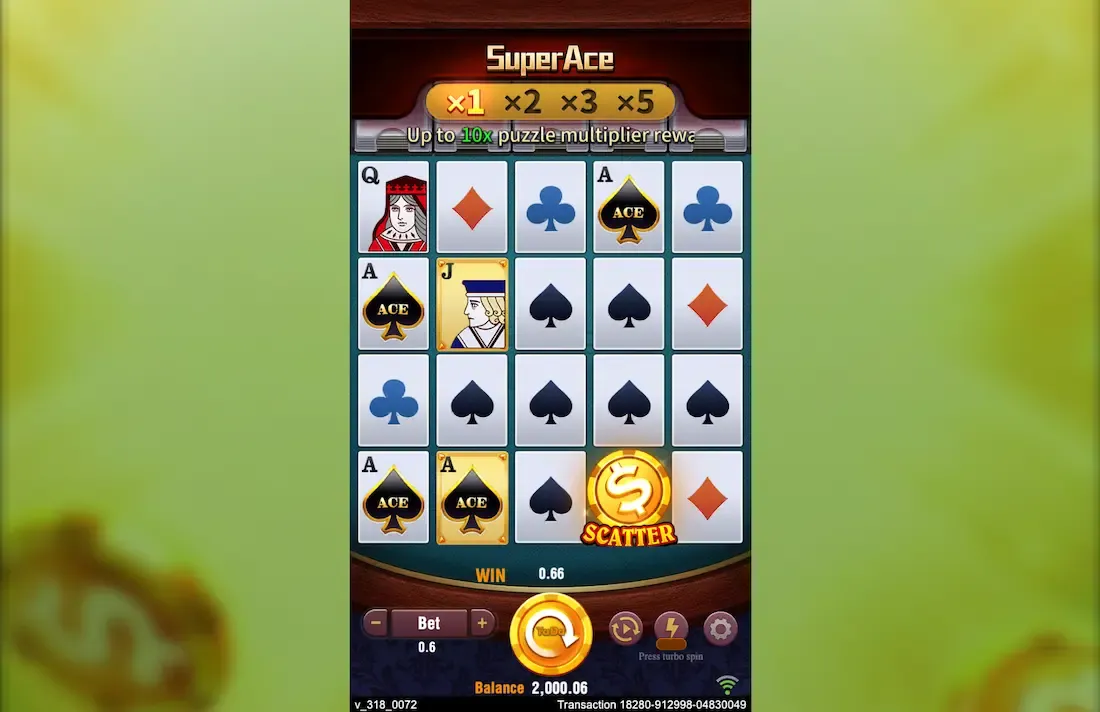 SuperAce
×1 ×2 ×3 ×5
Up to 10x puzzle multiplier rewa
Q A
ACE
A J
ACE
A A
ACE ACE
SCATTER
WIN 0.66
- Bet +
0.6
Press turbo spin
Balance 2,000.06
v_318_0072 Transaction 18280-912998-04830049